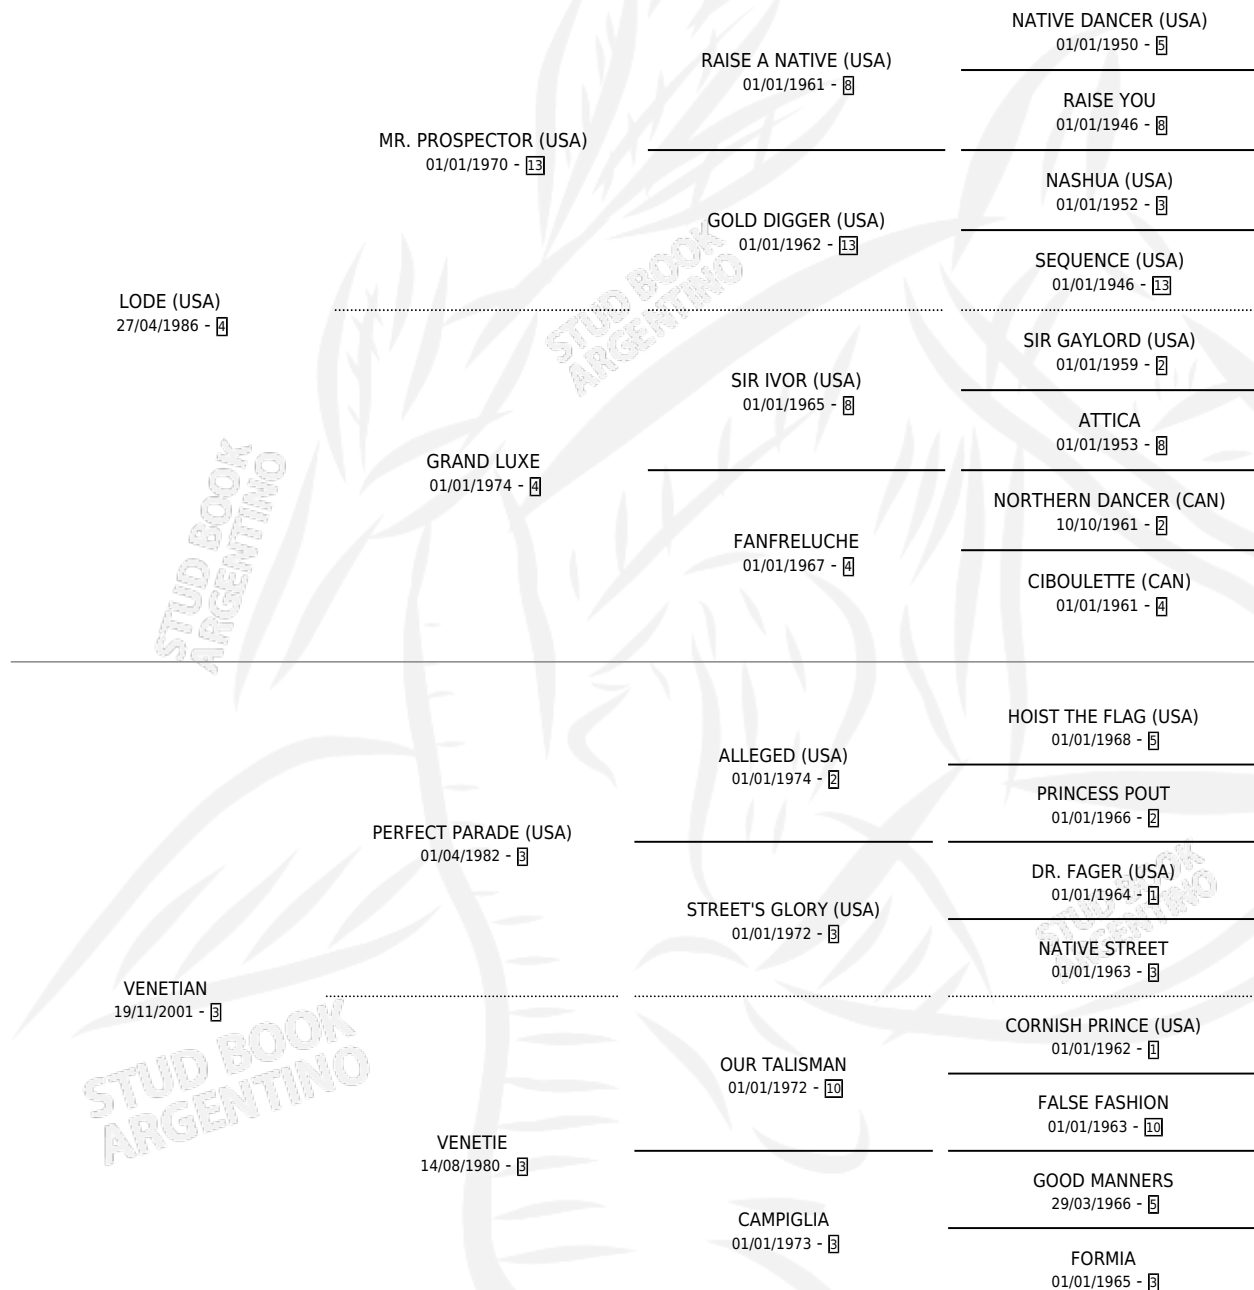 NATIVE DANCER (USA)
01/01/1950 - 5
RAISE A NATIVE (USA)
01/01/1961 - 8
RAISE YOU
01/01/1946 - 8
MR. PROSPECTOR (USA)
01/01/1970 - 13
NASHUA (USA)
01/01/1952 - 3
GOLD DIGGER (USA)
01/01/1962 - 13
SEQUENCE (USA)
01/01/1946 - 13
LODE (USA)
27/04/1986 - 4
SIR GAYLORD (USA)
01/01/1959 - 2
SIR IVOR (USA)
01/01/1965 - 8
ATTICA
01/01/1953 - 8
GRAND LUXE
01/01/1974 - 4
NORTHERN DANCER (CAN)
10/10/1961 - 2
FANFRELUCHE
01/01/1967 - 4
CIBOULETTE (CAN)
01/01/1961 - 4
HOIST THE FLAG (USA)
01/01/1968 - 5
ALLEGED (USA)
01/01/1974 - 2
PRINCESS POUT
01/01/1966 - 2
PERFECT PARADE (USA)
01/04/1982 - 3
DR. FAGER (USA)
01/01/1964 - 1
STREET'S GLORY (USA)
01/01/1972 - 3
NATIVE STREET
01/01/1963 - 3
VENETIAN
19/11/2001 - 3
CORNISH PRINCE (USA)
01/01/1962 - 1
OUR TALISMAN
01/01/1972 - 10
FALSE FASHION
01/01/1963 - 10
VENETIE
14/08/1980 - 3
GOOD MANNERS
29/03/1966 - 5
CAMPIGLIA
01/01/1973 - 3
FORMIA
01/01/1965 - 3
STUD BOOK
ARGENTINO
STUD BOOK
ARGENTINO
STUD BOOK
ARGENTINO
STUD BOOK
ARGENTINO